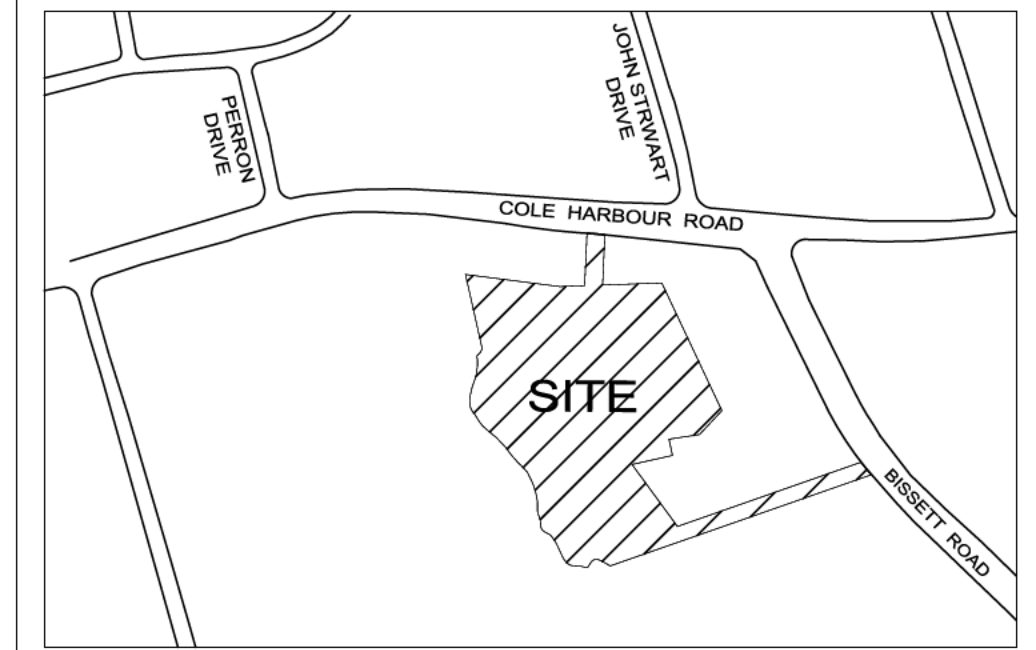 JOHN STRWART
DRIVE
PERRON
DRIVE
COLE HARBOUR ROAD
SITE
BISSETT ROAD